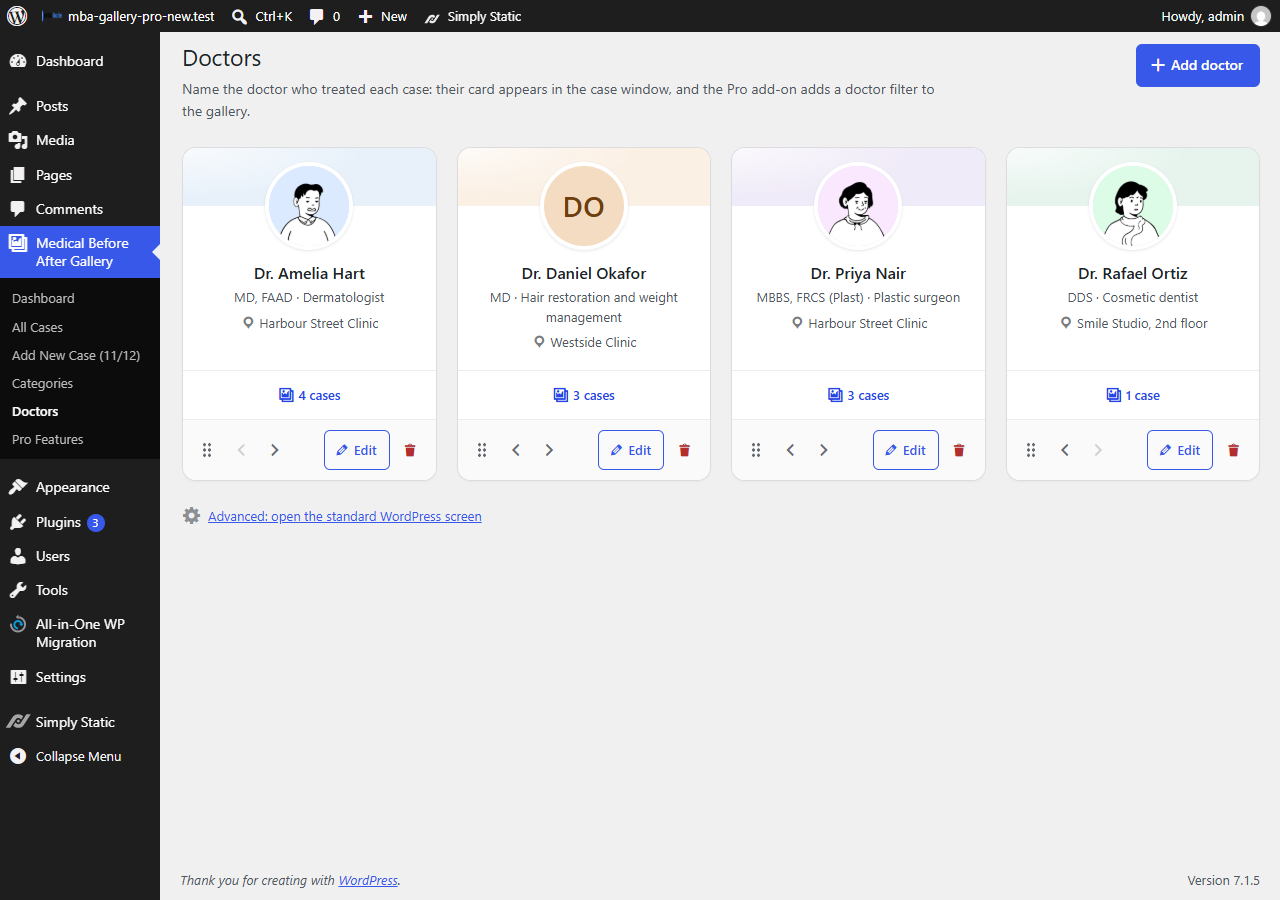 mba-gallery-pro-new.test
Ctrl+K
0
New
Simply Static
Howdy, admin
Dashboard
Posts
Media
Pages
Comments
Medical Before
After Gallery
Dashboard
All Cases
Add New Case (11/12)
Categories
Doctors
Pro Features
Appearance
Plugins 3
Users
Tools
All-in-One WP
Migration
Settings
Simply Static
Collapse Menu
Doctors
Add doctor
Name the doctor who treated each case: their card appears in the case window, and the Pro add-on adds a doctor filter to
the gallery.
Dr. Amelia Hart
MD, FAAD · Dermatologist
Harbour Street Clinic
4 cases
Edit
DO
Dr. Daniel Okafor
MD · Hair restoration and weight
management
Westside Clinic
3 cases
Edit
Dr. Priya Nair
MBBS, FRCS (Plast) · Plastic surgeon
Harbour Street Clinic
3 cases
Edit
Dr. Rafael Ortiz
DDS · Cosmetic dentist
Smile Studio, 2nd floor
1 case
Edit
Advanced: open the standard WordPress screen
Thank you for creating with WordPress.
Version 7.1.5